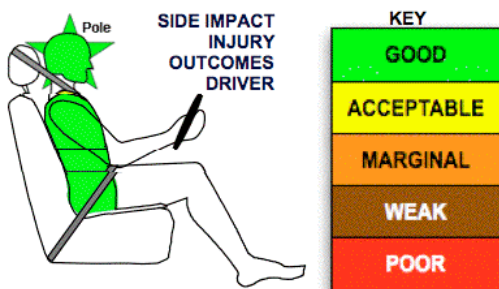 Pole
SIDE IMPACT
INJURY
OUTCOMES
DRIVER
KEY
GOOD
ACCEPTABLE
MARGINAL
WEAK
POOR